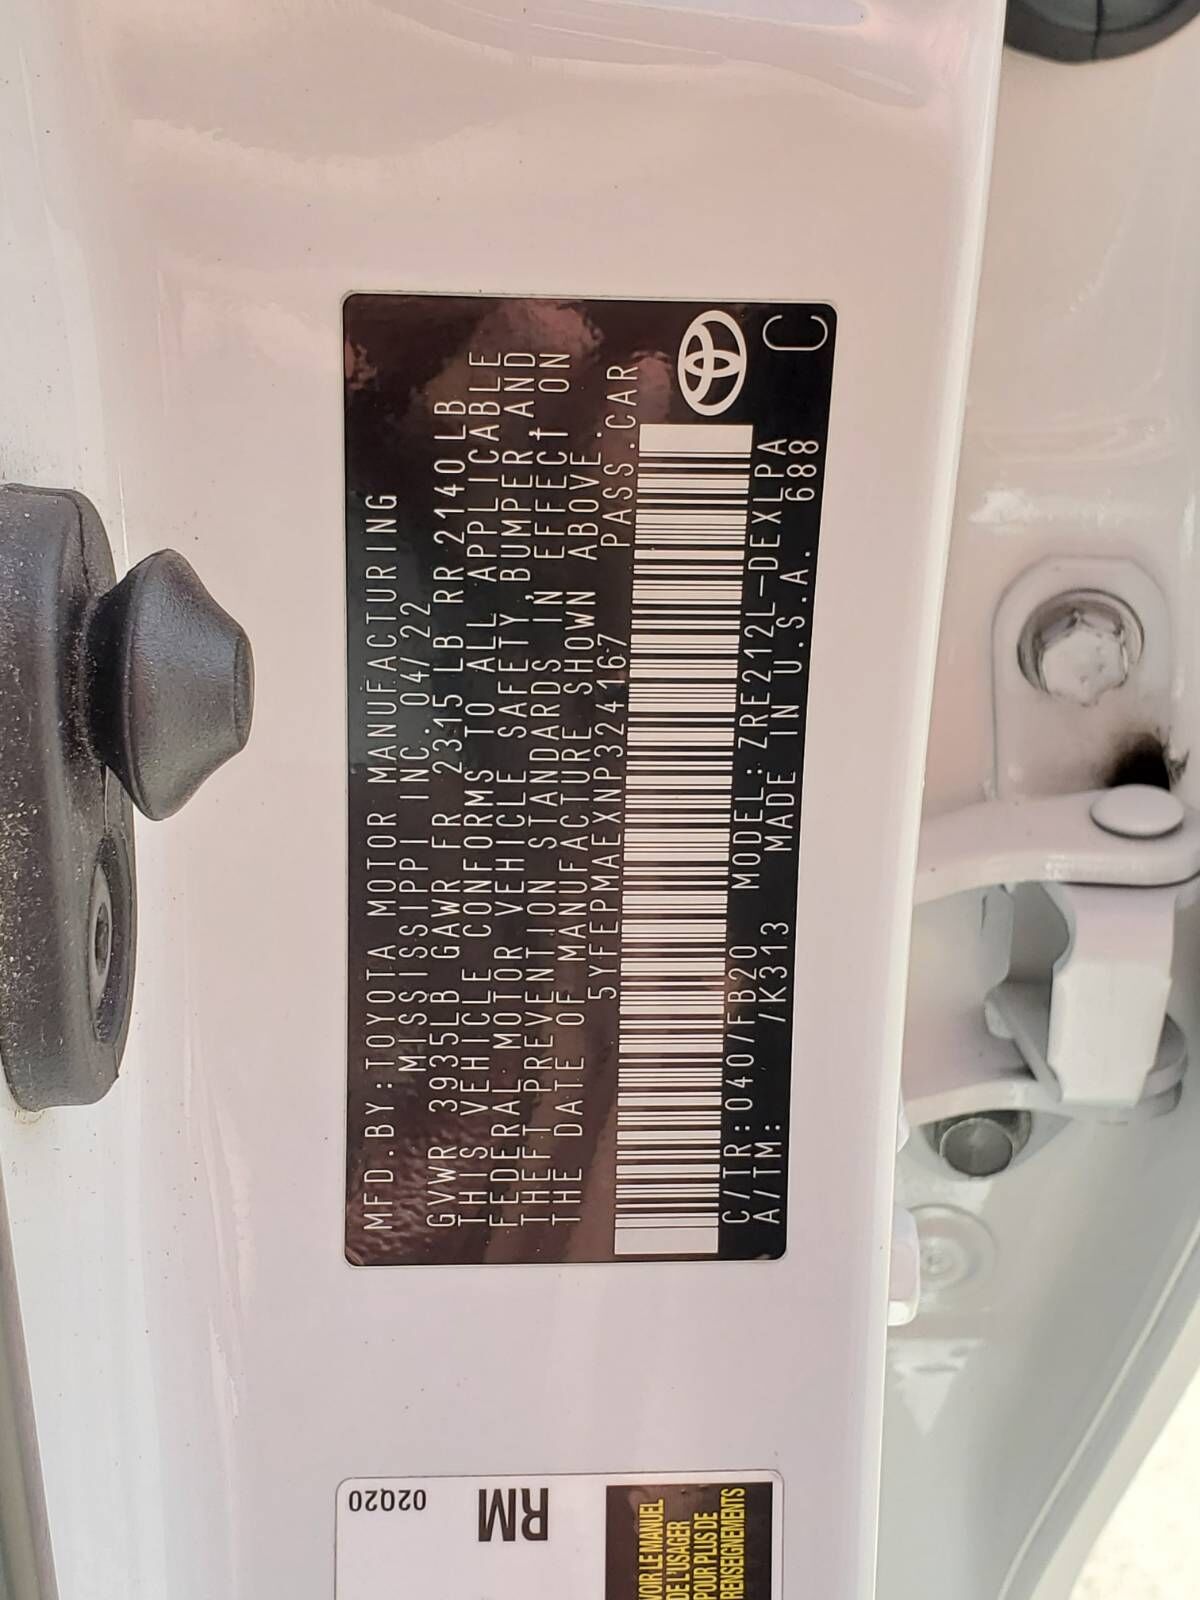 MFD.BY:TOYOTA MOTOR MANUFACTURING
MISSISSIPPI INC.04/22
GVWR 3935LB GAWR FR 2315LB RR 2140LB
THIS VEHICLE CONFORMS TO ALL APPLICABLE
FEDERAL MOTOR VEHICLE SAFETY,BUMPER,AND
THEFT PREVENTION STANDARDS IN EFFECT ON
THE DATE OF MANUFACTURE SHOWN ABOVE.
5YFEPMAEXNP324167 PASS.CAR
C/TR:040/FB20 MODEL:ZRE212L-DEXLPA
A/TM: /K313 MADE IN U.S.A. 688
C
02Q20
RM
VOIR LE MANUEL
DE L'USAGER
POUR PLUS DE
RENSEIGNEMENTS